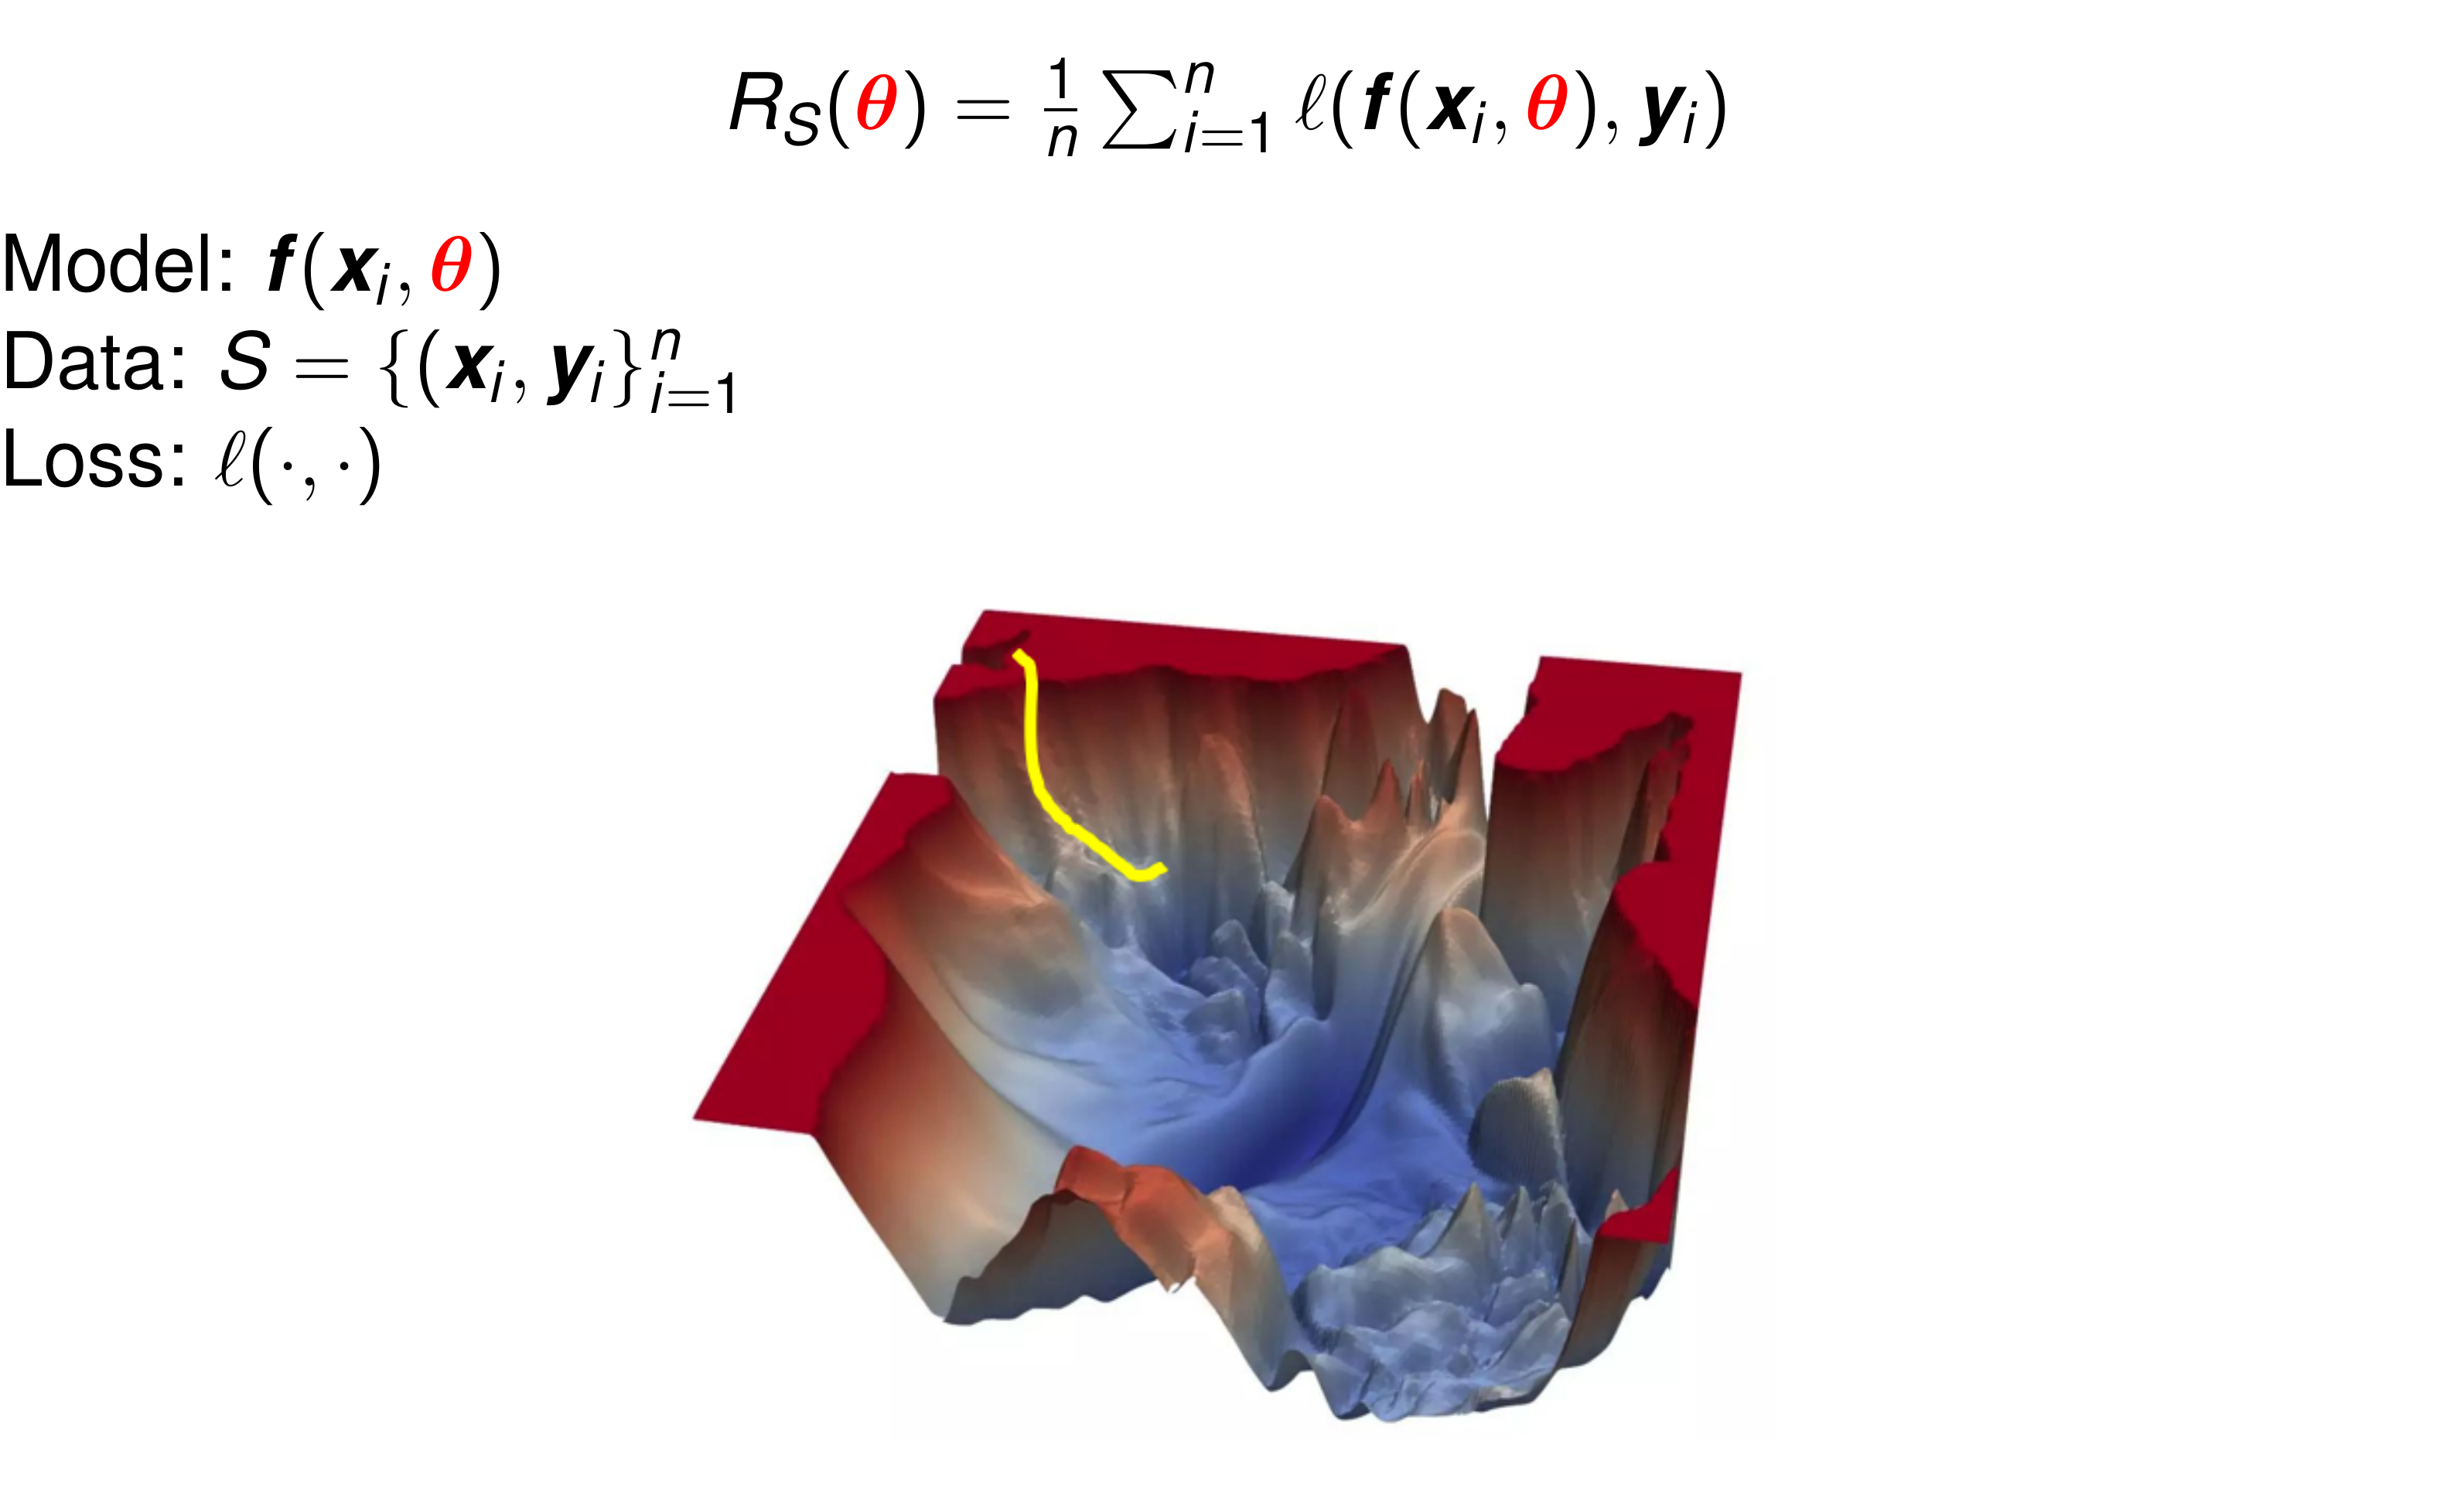 R_S(θ) = 1/n ∑_{i=1}^n ℓ(f(x_i, θ), y_i)
Model: f(x_i, θ)
Data: S = {(x_i, y_i}_{i=1}^n
Loss: ℓ(·, ·)